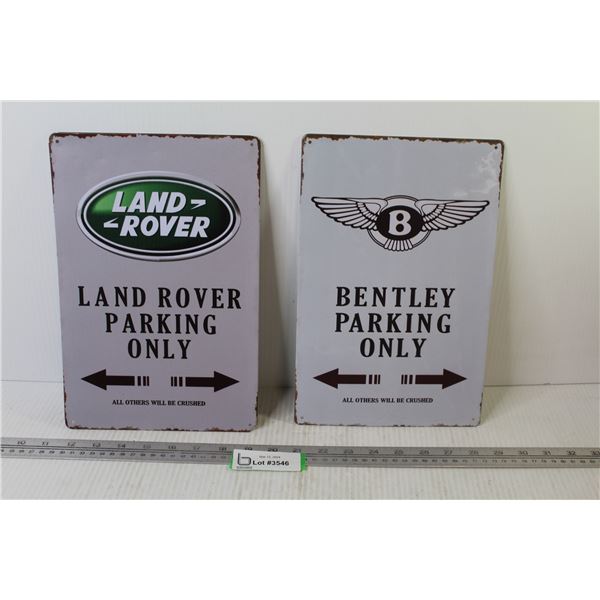 LAND-
-ROVER
LAND ROVER
PARKING
ONLY
ALL OTHERS WILL BE CRUSHED
B
BENTLEY
PARKING
ONLY
ALL OTHERS WILL BE CRUSHED
Lot #3546